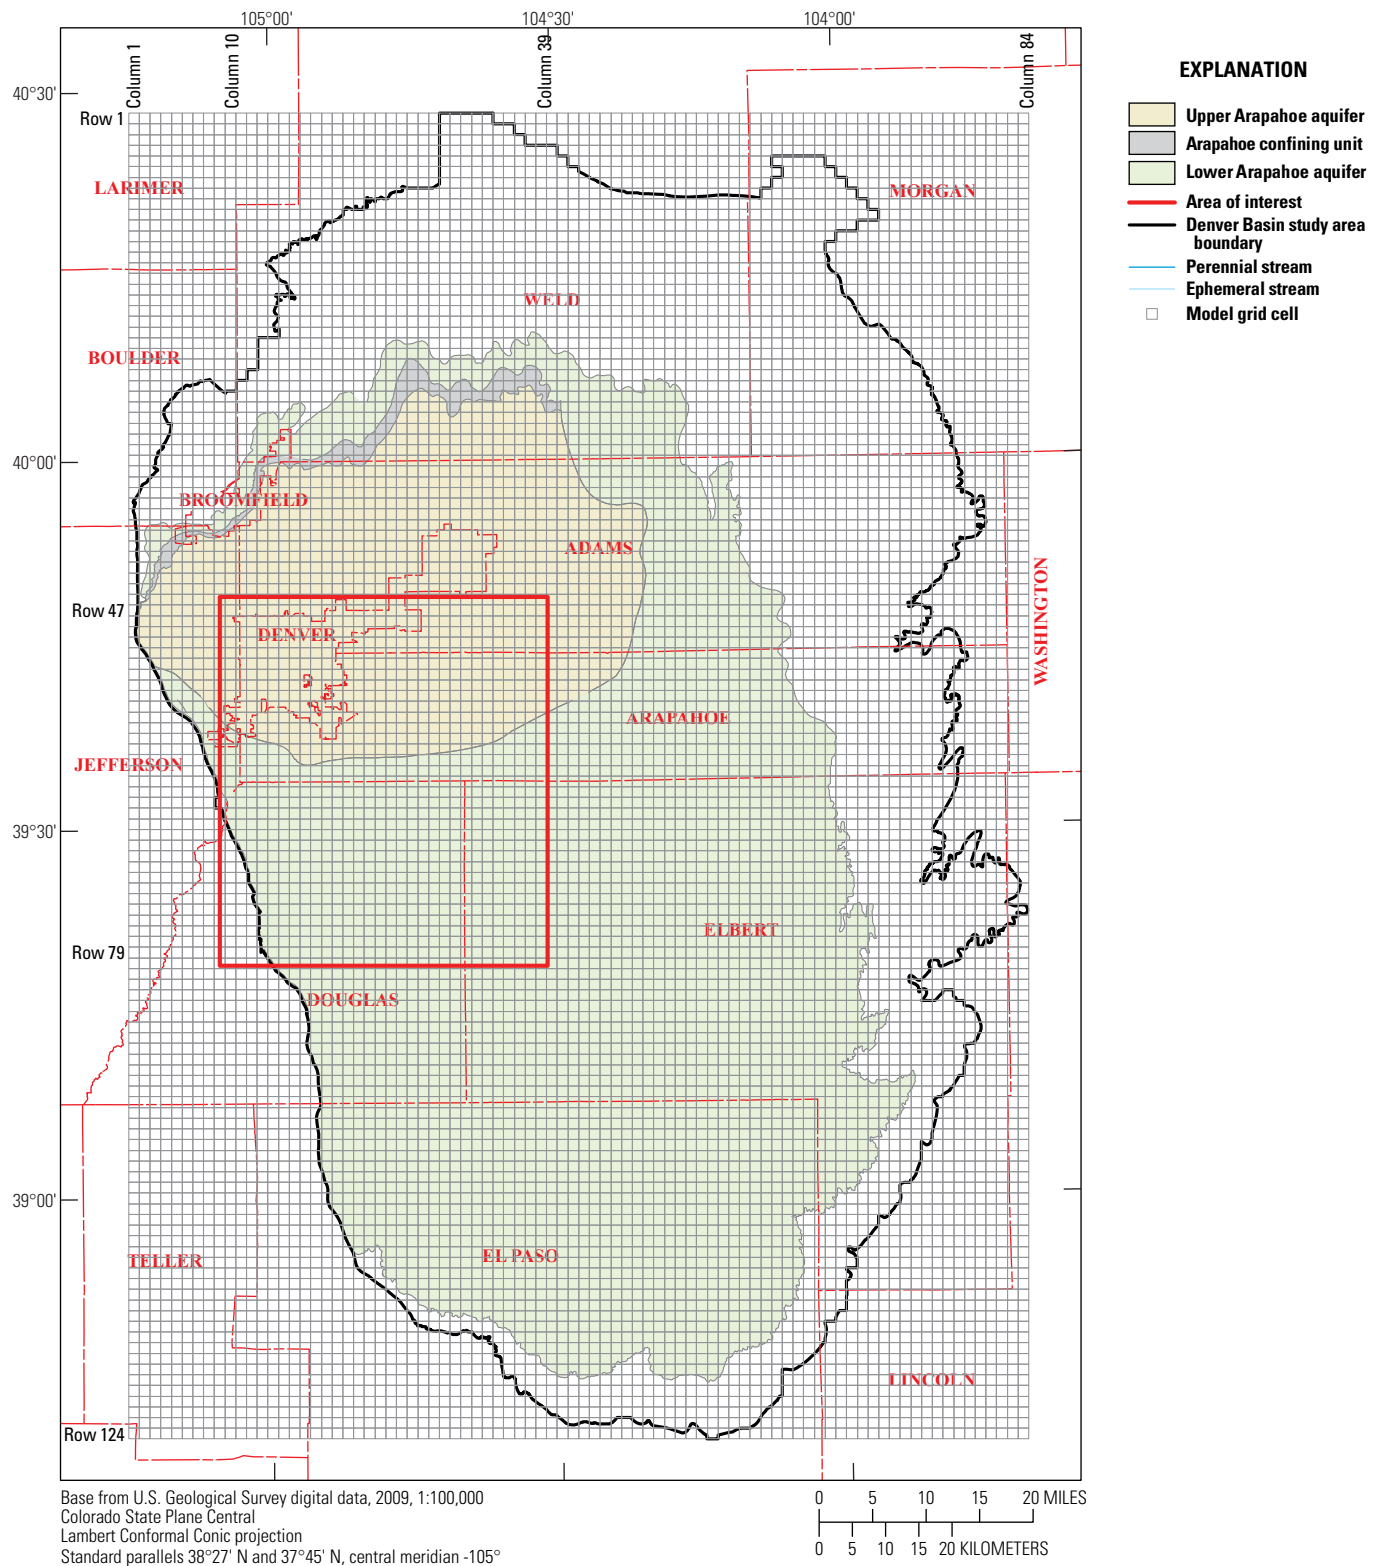 105°00'
104°30'
104°00'
Column 1
Column 10
Column 39
Column 84
40°30'
Row 1
LARIMER
MORGAN
WELD
BOULDER
40°00'
BROOMFIELD
ADAMS
WASHINGTON
Row 47
DENVER
ARAPAHOE
JEFFERSON
39°30'
ELBERT
Row 79
DOUGLAS
39°00'
TELLER
EL PASO
LINCOLN
Row 124
EXPLANATION
Upper Arapahoe aquifer
Arapahoe confining unit
Lower Arapahoe aquifer
Area of interest
Denver Basin study area
boundary
Perennial stream
Ephemeral stream
Model grid cell
Base from U.S. Geological Survey digital data, 2009, 1:100,000
Colorado State Plane Central
Lambert Conformal Conic projection
Standard parallels 38°27' N and 37°45' N, central meridian -105°
0 5 10 15 20 MILES
0 5 10 15 20 KILOMETERS